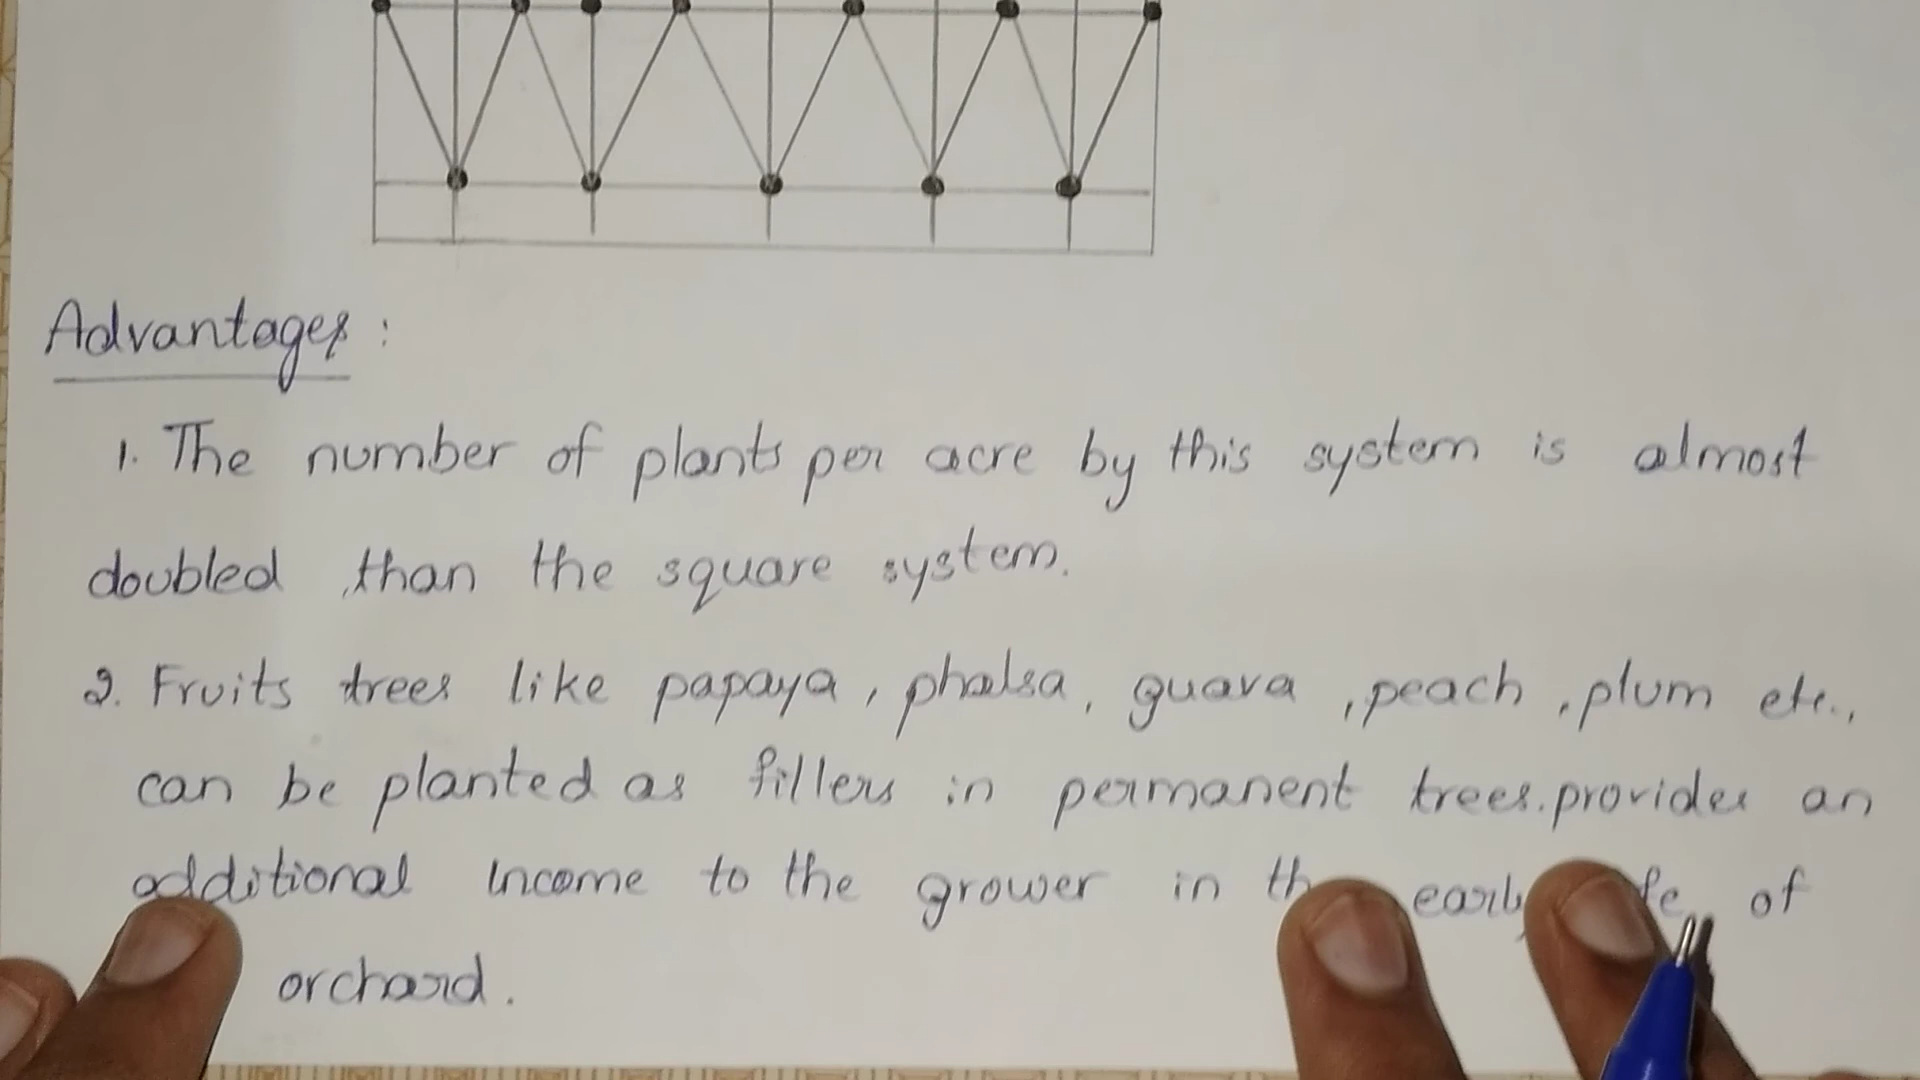 Advantages :
1. The number of plants per acre by this system is almost
doubled than the square system.
2. Fruits trees like papaya, phalsa, guava, peach, plum etc.,
can be planted as fillers in permanent trees. provides an
additional income to the grower in early of
orchard.